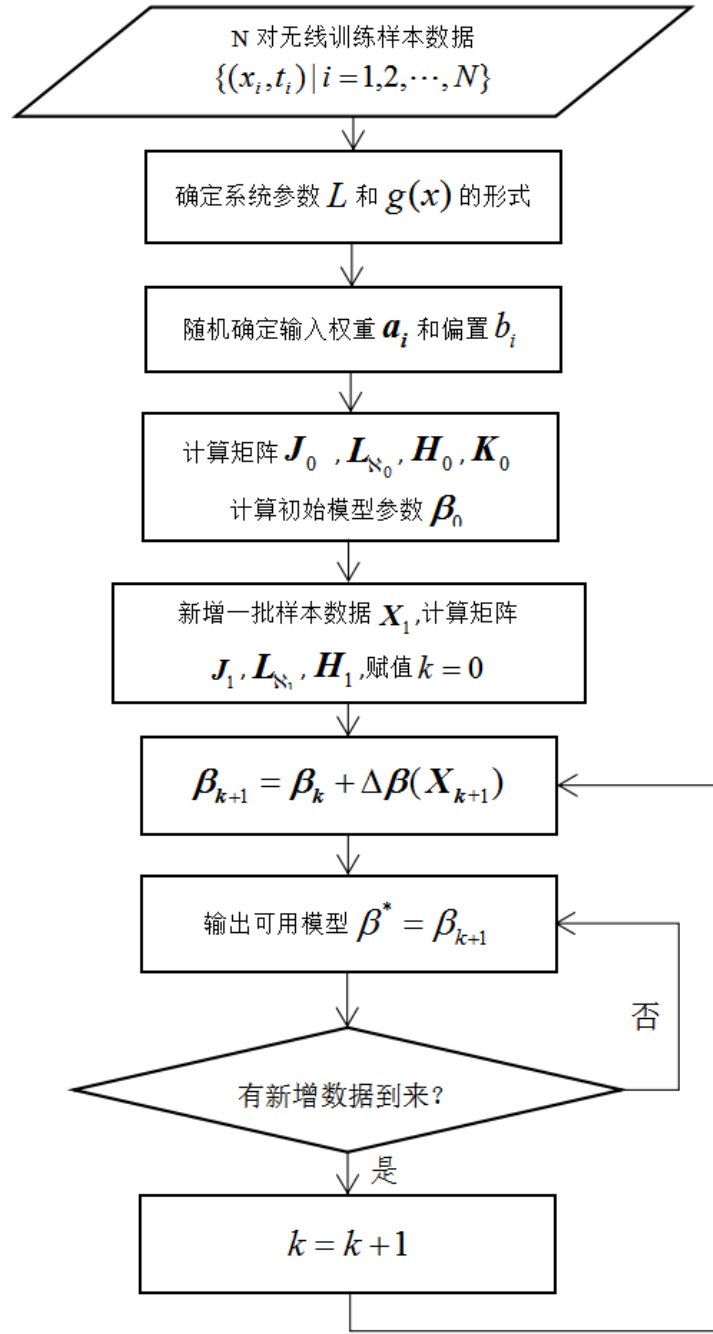 N 对无线训练样本数据
{(xᵢ,tᵢ)|i=1,2,⋯,N}
确定系统参数 L 和 g(x) 的形式
随机确定输入权重 aᵢ 和偏置 bᵢ
计算矩阵 J₀ ,L_ℵ₀,H₀,K₀
计算初始模型参数 β₀
新增一批样本数据 X₁,计算矩阵
J₁,L_ℵ₁,H₁,赋值 k=0
βₖ₊₁=βₖ+Δβ(Xₖ₊₁)
输出可用模型 β*=βₖ₊₁
否
有新增数据到来?
是
k=k+1